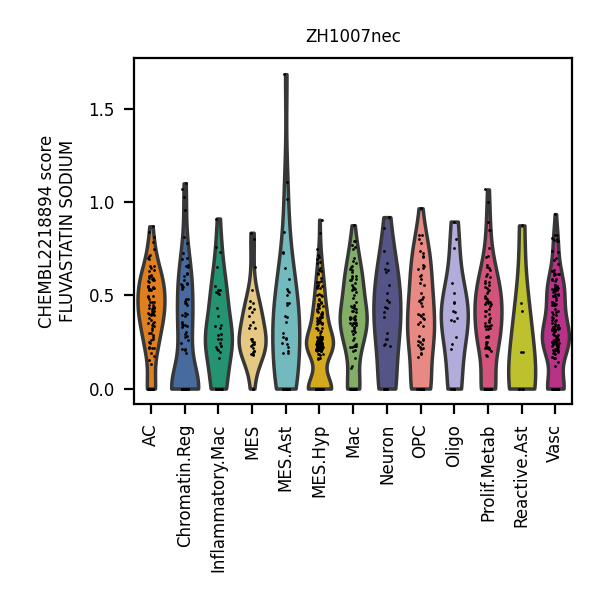 ZH1007nec
CHEMBL2218894 score
FLUVASTATIN SODIUM
1.5
1.0
0.5
0.0
AC
Chromatin.Reg
Inflammatory.Mac
MES
MES.Ast
MES.Hyp
Mac
Neuron
OPC
Oligo
Prolif.Metab
Reactive.Ast
Vasc